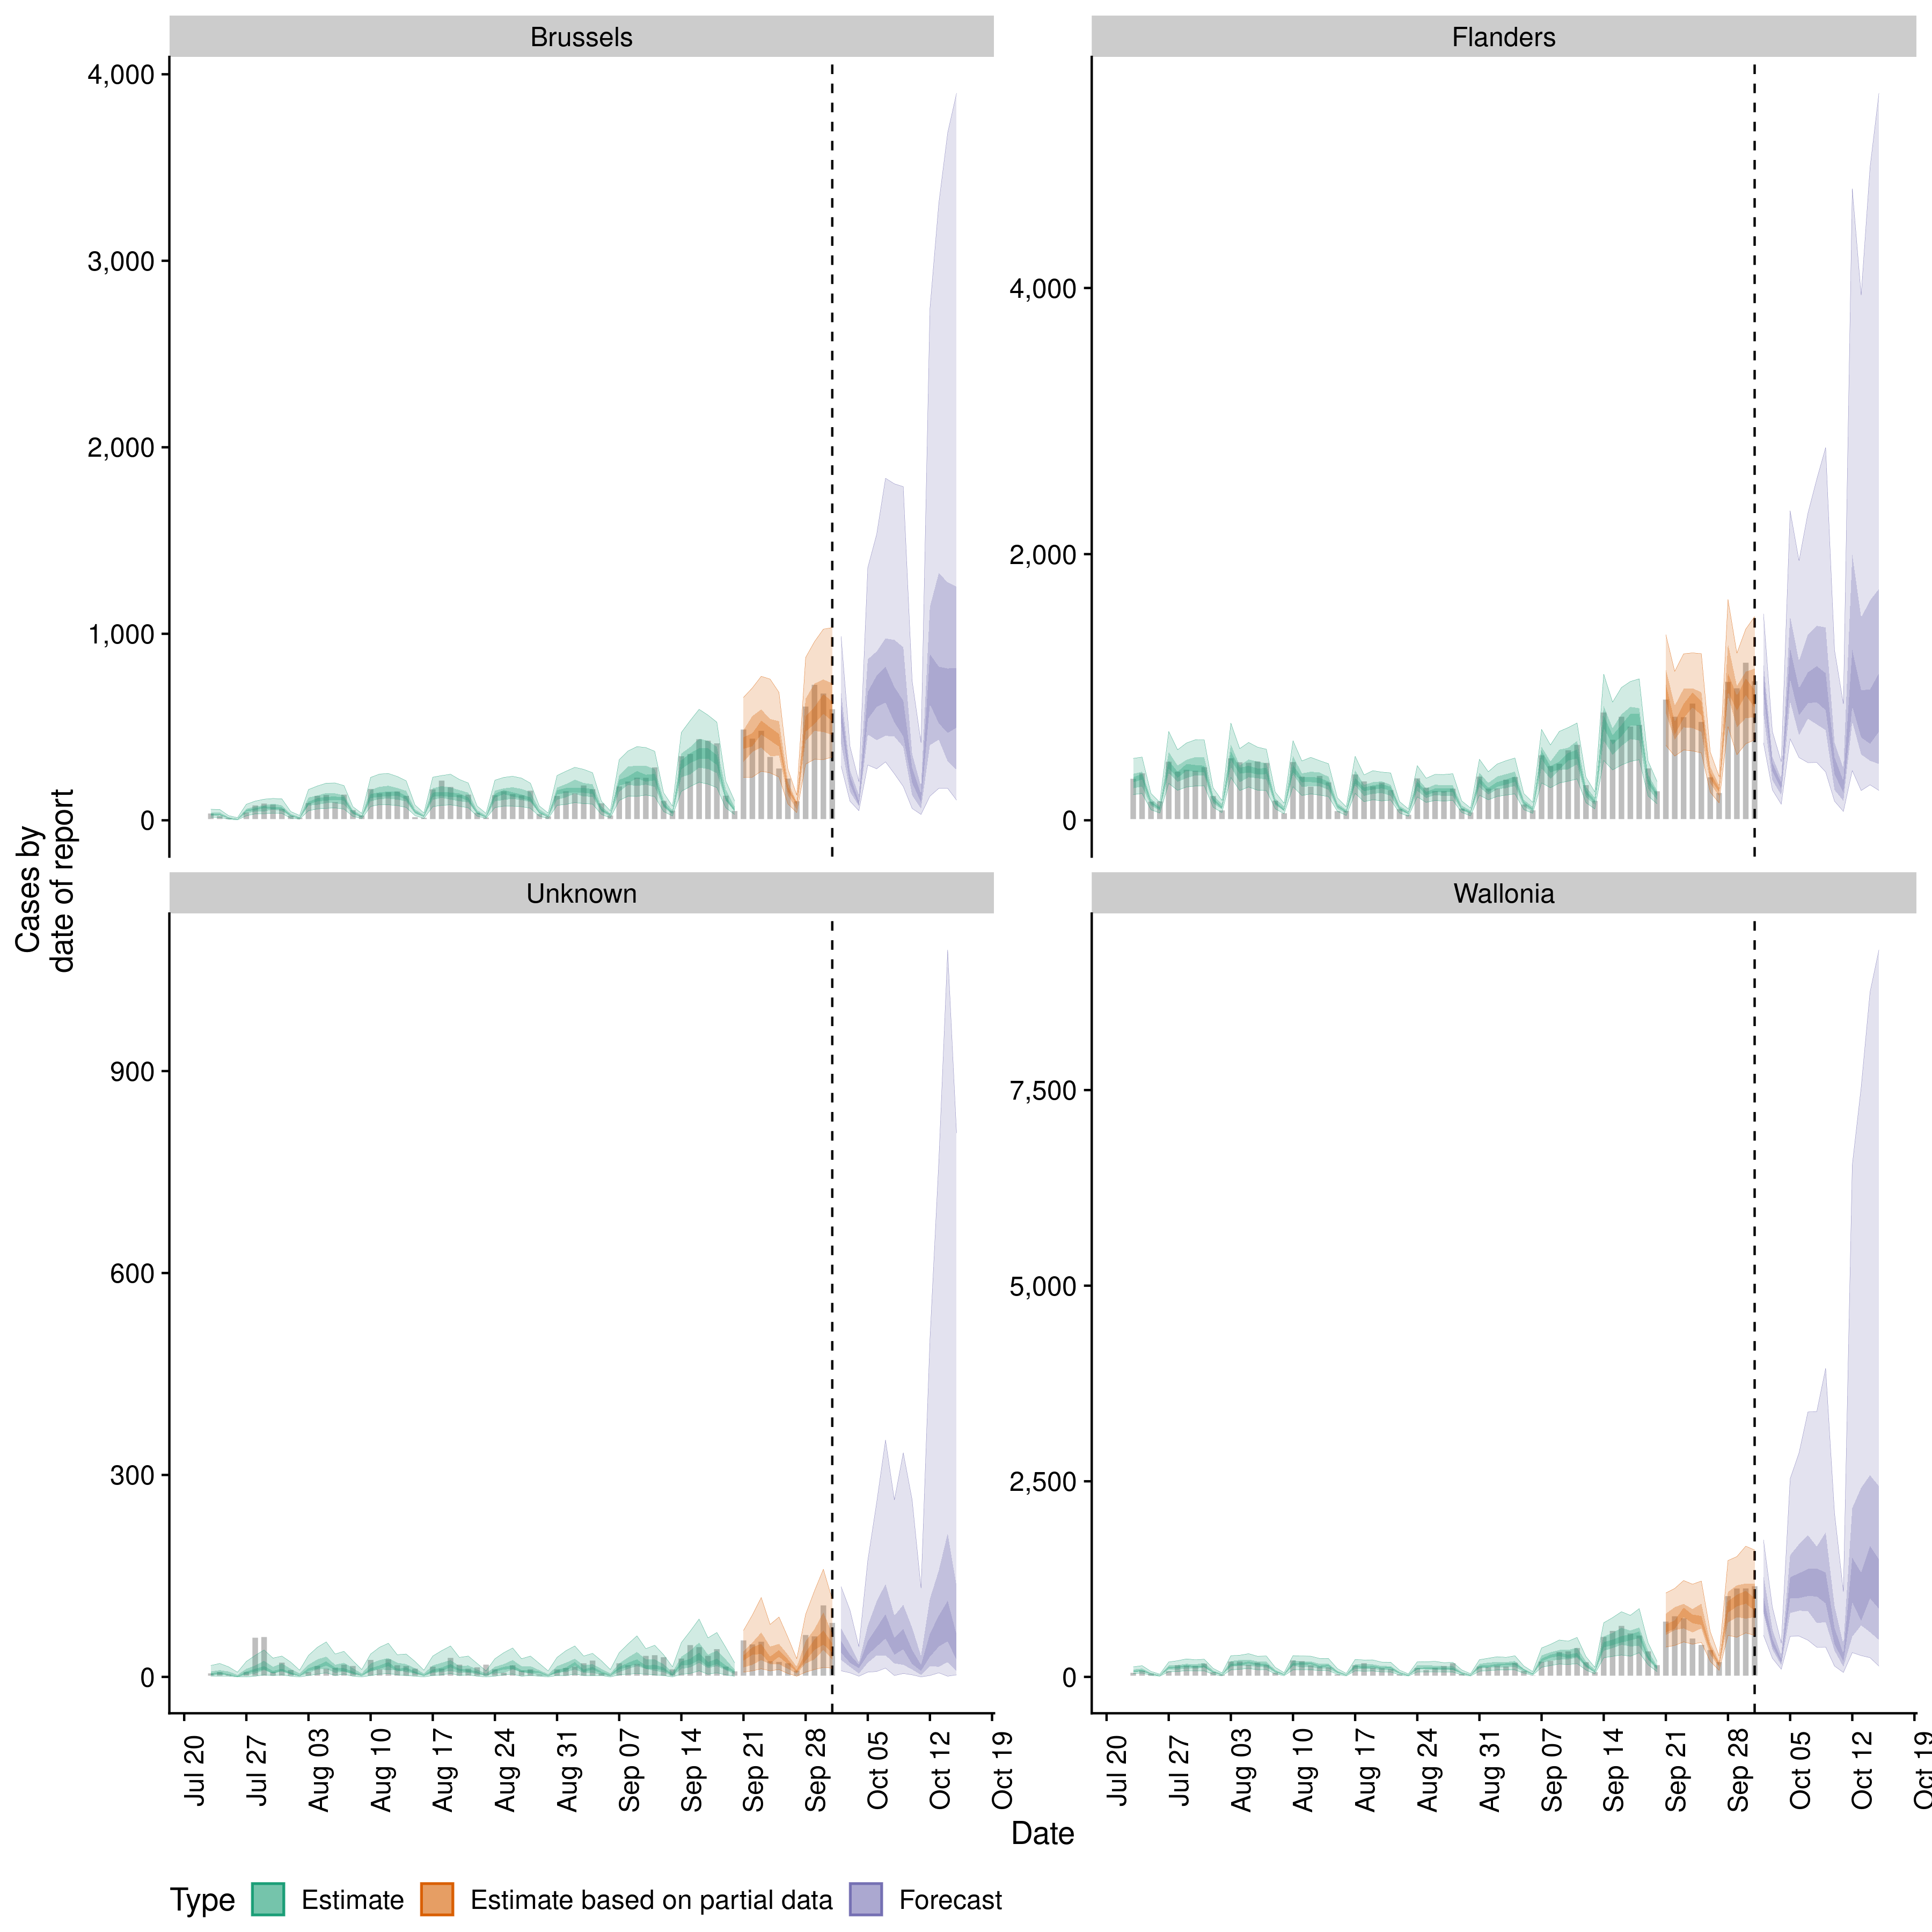 Brussels
Flanders
4,000
3,000
2,000
1,000
0
4,000
2,000
0
Cases by
date of report
Unknown
Wallonia
900
600
300
0
7,500
5,000
2,500
0
Jul 20
Jul 27
Aug 03
Aug 10
Aug 17
Aug 24
Aug 31
Sep 07
Sep 14
Sep 21
Sep 28
Oct 05
Oct 12
Oct 19
Jul 20
Jul 27
Aug 03
Aug 10
Aug 17
Aug 24
Aug 31
Sep 07
Sep 14
Sep 21
Sep 28
Oct 05
Oct 12
Oct 19
Date
Type Estimate Estimate based on partial data Forecast